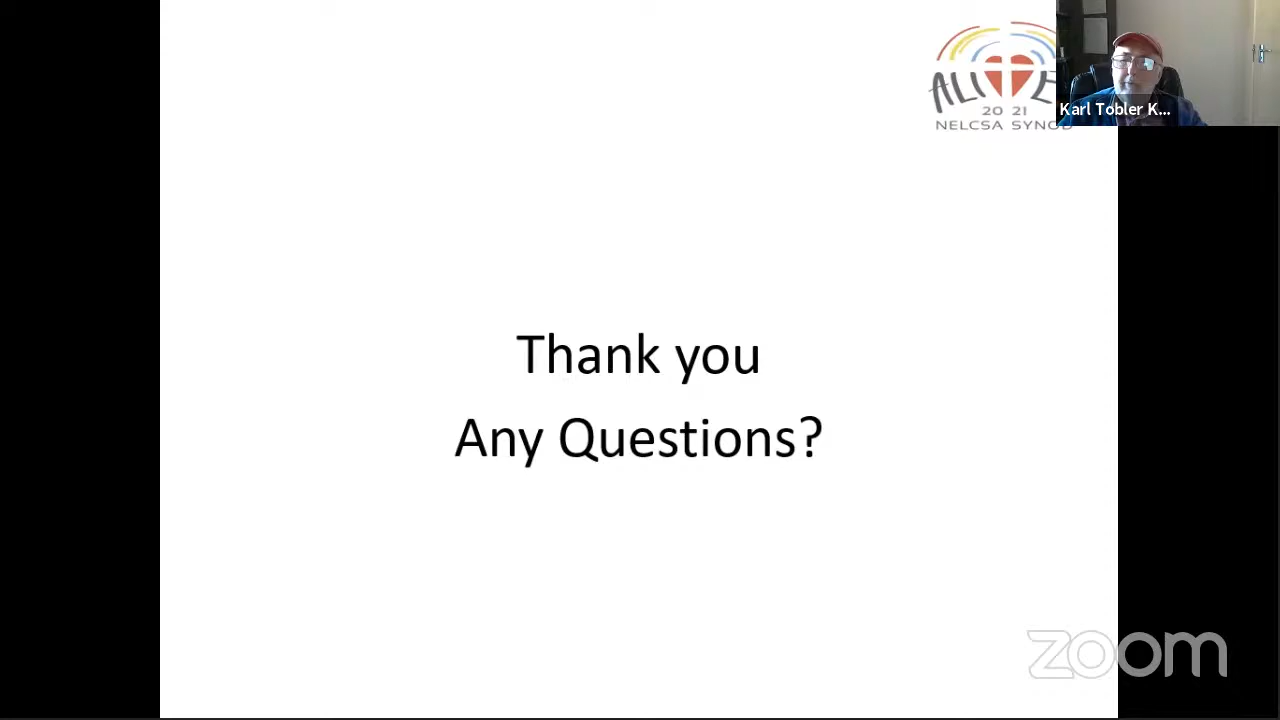 ALIVE
20 21
NELCSA SYNOD
Karl Tobler K...
Thank you
Any Questions?
zoom